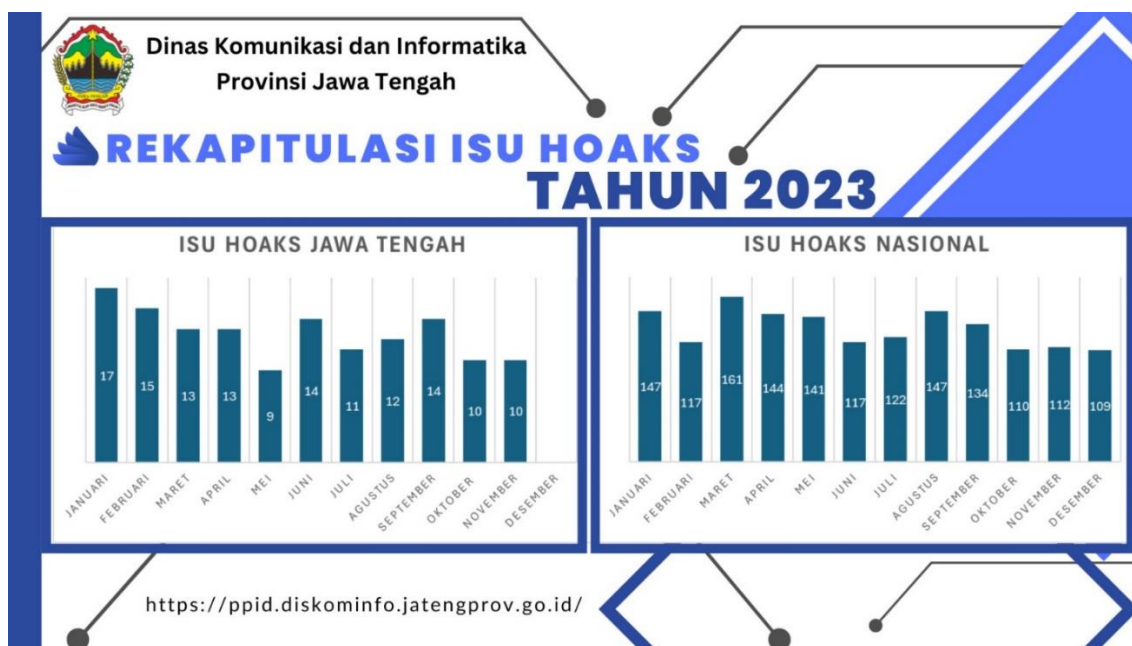 Dinas Komunikasi dan Informatika
Provinsi Jawa Tengah
REKAPITULASI ISU HOAKS
TAHUN 2023
ISU HOAKS JAWA TENGAH
17
15
13
13
9
14
11
12
14
10
10
JANUARI
FEBRUARI
MARET
APRIL
MEI
JUNI
JULI
AGUSTUS
SEPTEMBER
OKTOBER
NOVEMBER
DESEMBER
ISU HOAKS NASIONAL
147
117
161
144
141
117
122
147
134
110
112
109
JANUARI
FEBRUARI
MARET
APRIL
MEI
JUNI
JULI
AGUSTUS
SEPTEMBER
OKTOBER
NOVEMBER
DESEMBER
https://ppid.diskominfo.jatengprov.go.id/